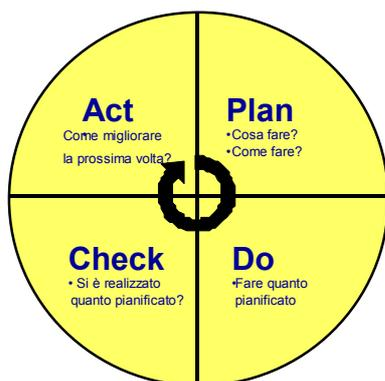 Act
• Come migliorare
la prossima volta?
Plan
•Cosa fare?
•Come fare?
Check
• Si è realizzato
quanto pianificato?
Do
•Fare quanto
pianificato